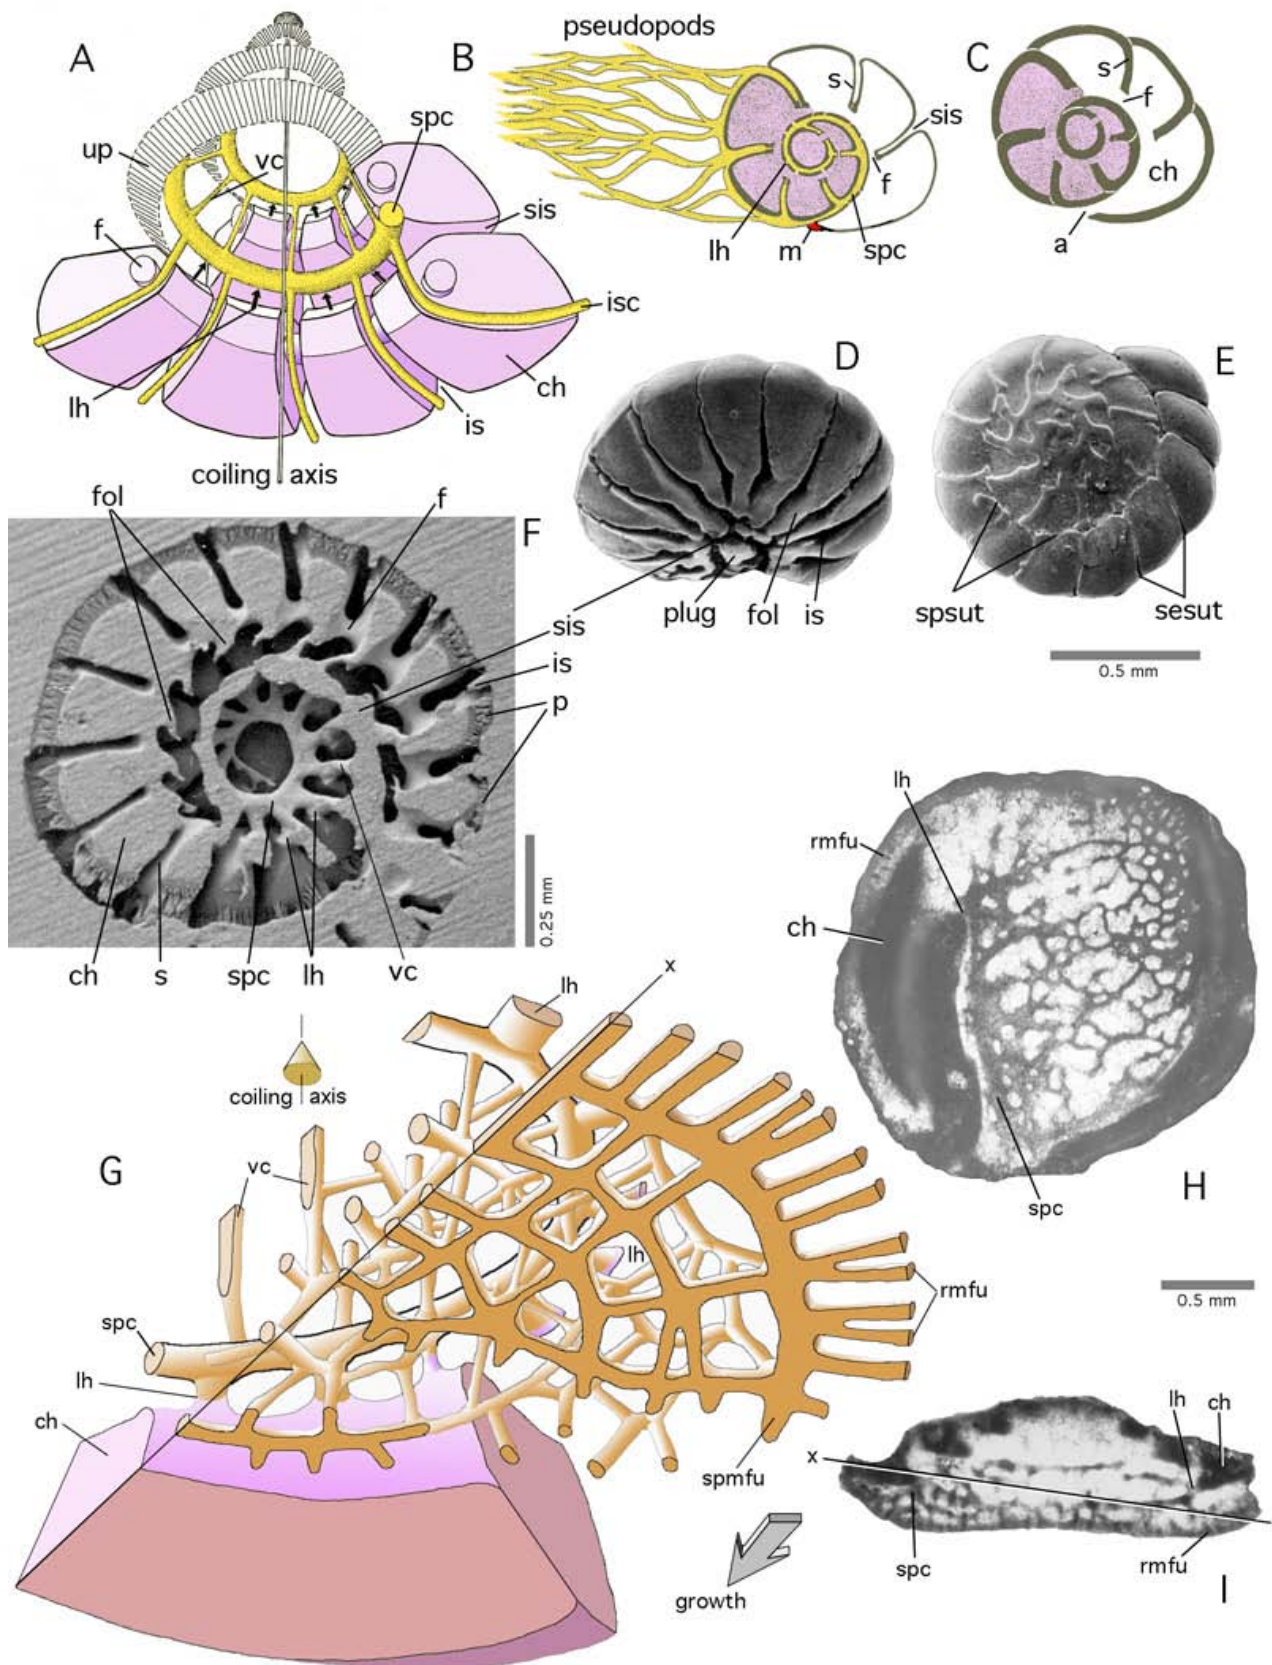 A
up
vc
spc
f
sis
isc
ch
is
lh
coiling axis
B
pseudopods
s
sis
f
lh
m
spc
C
s
f
ch
a
D
plug
fol
is
sis
E
spsut
sesut
0.5 mm
F
fol
f
is
p
ch
s
spc
lh
vc
0.25 mm
G
coiling axis
lh
x
vc
lh
rmfu
spc
lh
ch
spmfu
growth
H
lh
rmfu
ch
spc
0.5 mm
I
lh
ch
x
spc
rmfu